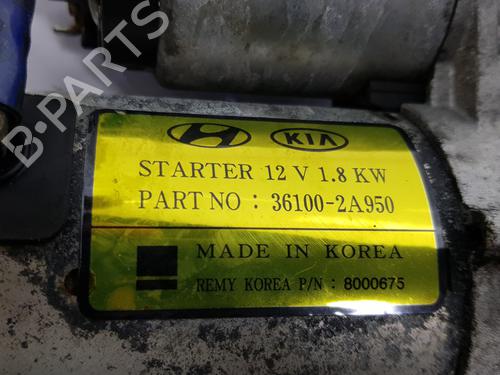 B-PARTS
KIA
STARTER 12 V 1.8 KW
PART NO : 36100-2A950
MADE IN KOREA
REMY KOREA P/N : 8000675